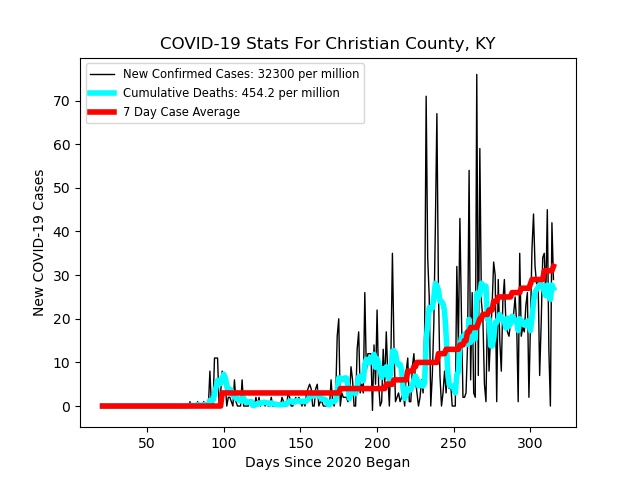 COVID-19 Stats For Christian County, KY
New Confirmed Cases: 32300 per million
Cumulative Deaths: 454.2 per million
7 Day Case Average
New COVID-19 Cases
70
60
50
40
30
20
10
0
50 100 150 200 250 300
Days Since 2020 Began